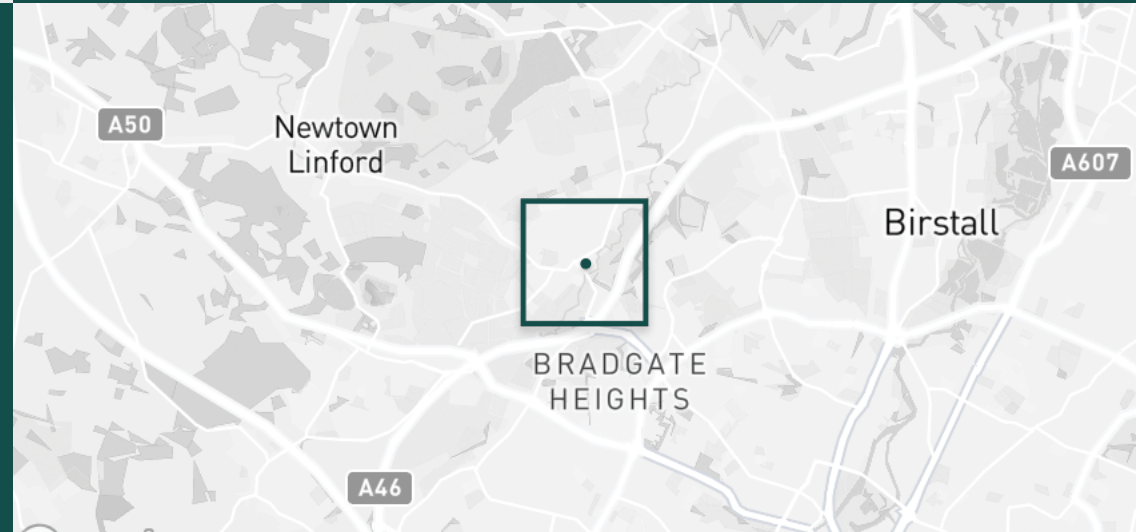 A50
Newtown
Linford
A607
Birstall
BRADGATE
HEIGHTS
A46